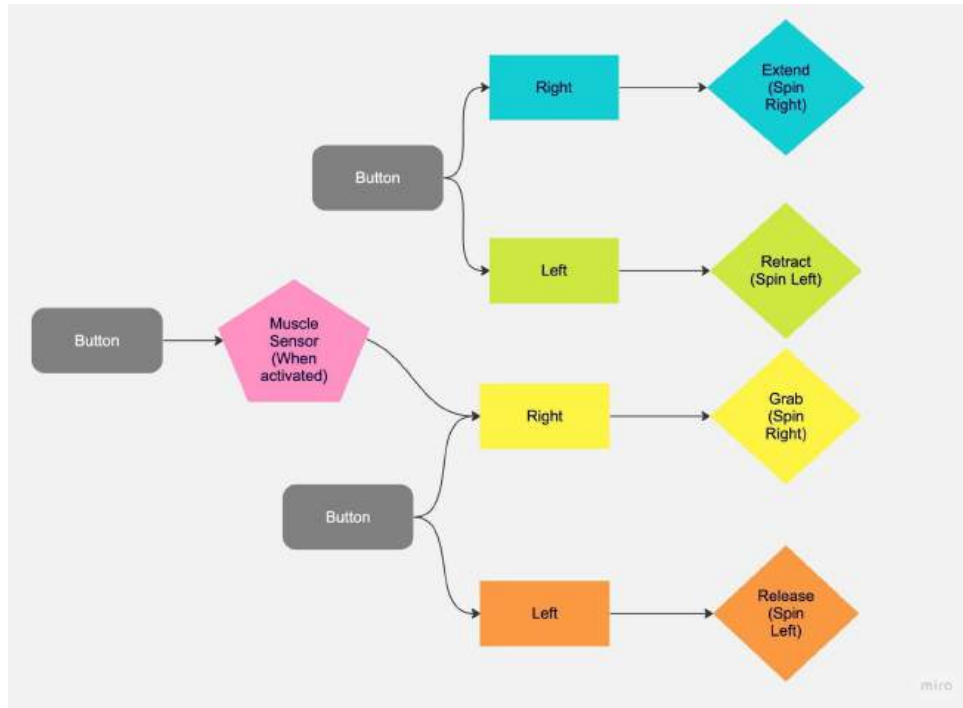 Extend
(Spin
Right)
Right
Button
Left
Retract
(Spin Left)
Button
Muscle
Sensor
(When
activated)
Right
Grab
(Spin
Right)
Button
Left
Release
(Spin
Left)
miro